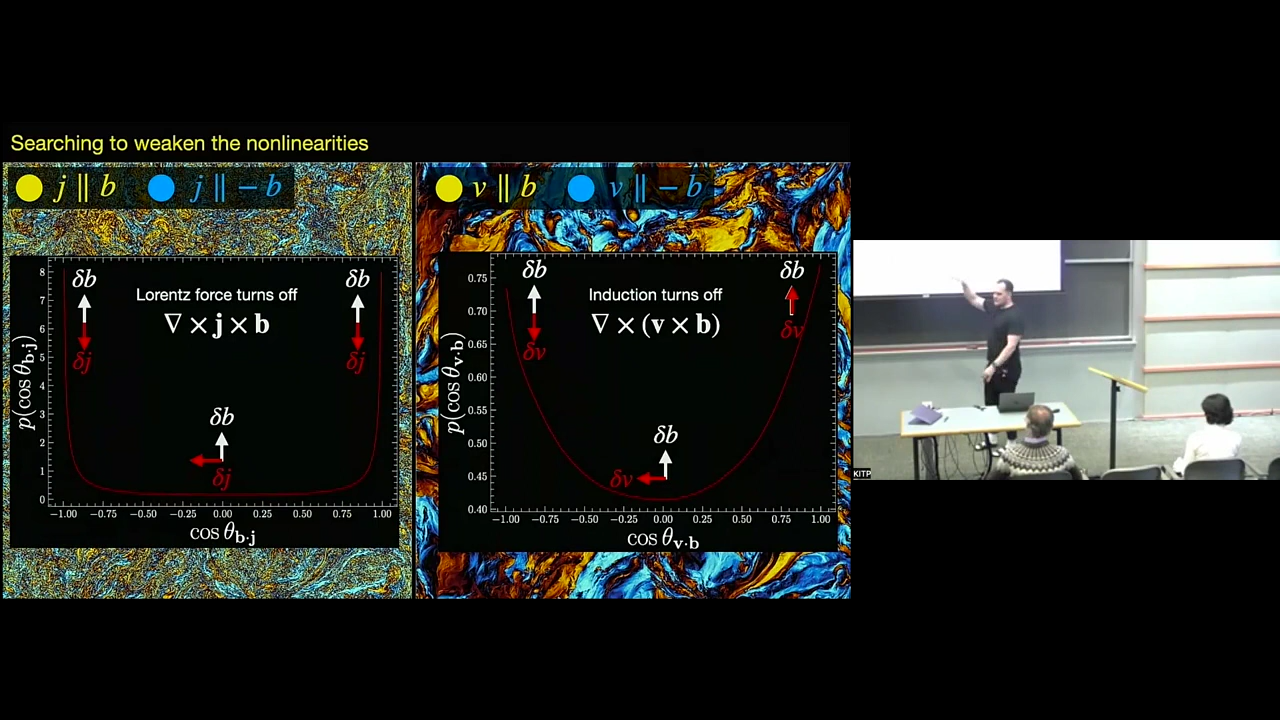 Searching to weaken the nonlinearities
j ∥ b
j ∥ − b
v ∥ b
v ∥ − b
p(cos θ_b·j)
8
7
6
5
4
3
2
1
0
δb
δj
Lorentz force turns off
∇ × j × b
δb
δj
δb
δj
−1.00 −0.75 −0.50 −0.25 0.00 0.25 0.50 0.75 1.00
cos θ_b·j
p(cos θ_v·b)
0.75
0.70
0.65
0.60
0.55
0.50
0.45
0.40
δb
δv
Induction turns off
∇ × (v × b)
δb
δv
δb
δv
−1.00 −0.75 −0.50 −0.25 0.00 0.25 0.50 0.75 1.00
cos θ_v·b
KITP